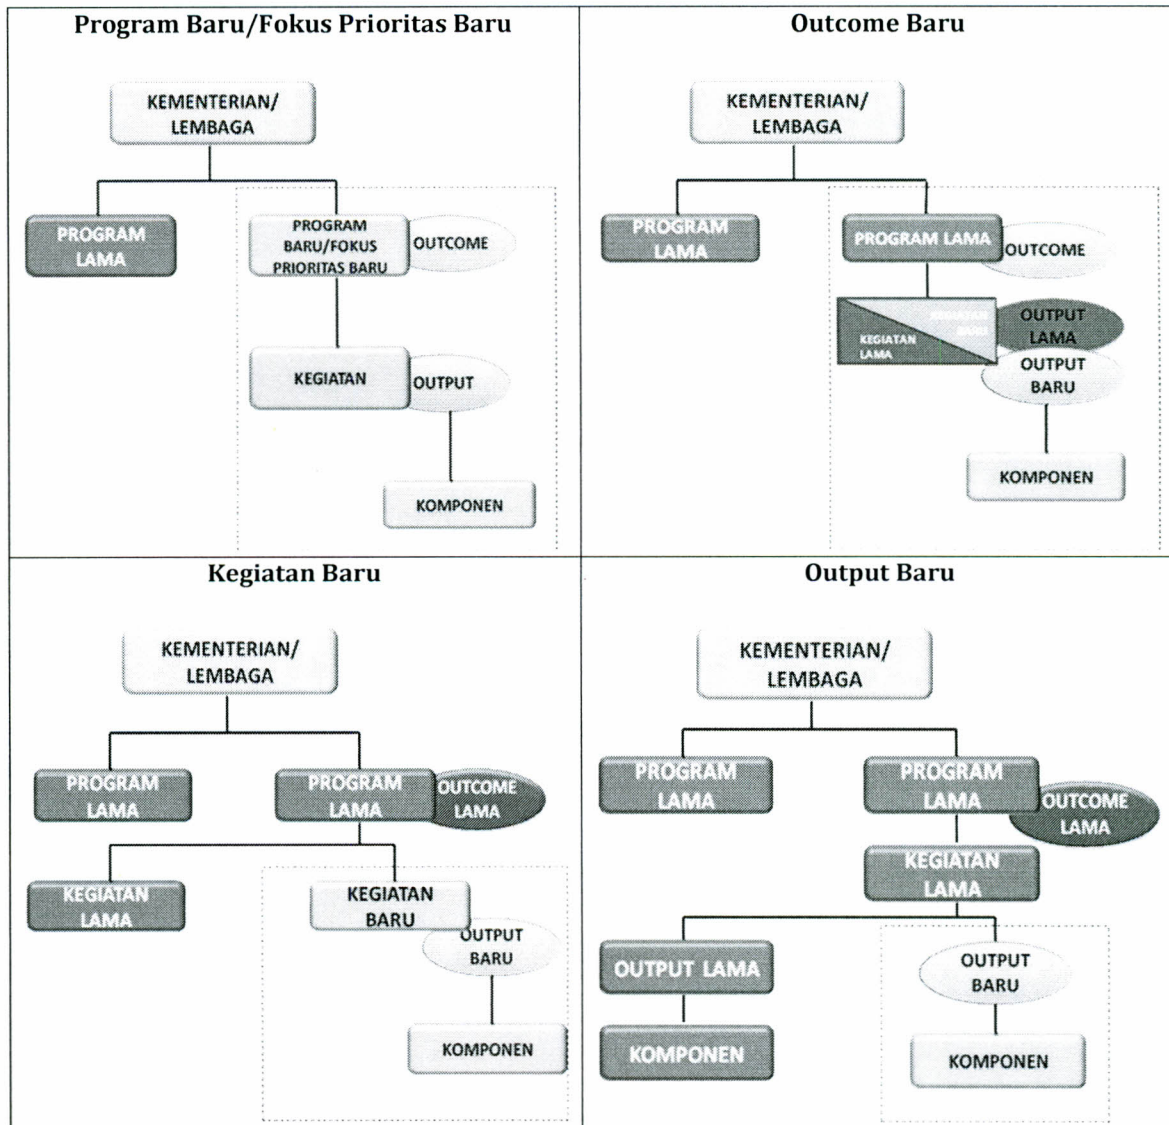 Program Baru/Fokus Prioritas Baru
KEMENTERIAN/
LEMBAGA
PROGRAM
LAMA
PROGRAM
BARU/FOKUS
PRIORITAS BARU
OUTCOME
KEGIATAN
OUTPUT
KOMPONEN
Outcome Baru
KEMENTERIAN/
LEMBAGA
PROGRAM
LAMA
PROGRAM LAMA
OUTCOME
KEGIATAN
BARU
KEGIATAN
LAMA
OUTPUT
LAMA
OUTPUT
BARU
KOMPONEN
Kegiatan Baru
KEMENTERIAN/
LEMBAGA
PROGRAM
LAMA
PROGRAM
LAMA
OUTCOME
LAMA
KEGIATAN
LAMA
KEGIATAN
BARU
OUTPUT
BARU
KOMPONEN
Output Baru
KEMENTERIAN/
LEMBAGA
PROGRAM
LAMA
PROGRAM
LAMA
OUTCOME
LAMA
KEGIATAN
LAMA
OUTPUT LAMA
KOMPONEN
OUTPUT
BARU
KOMPONEN